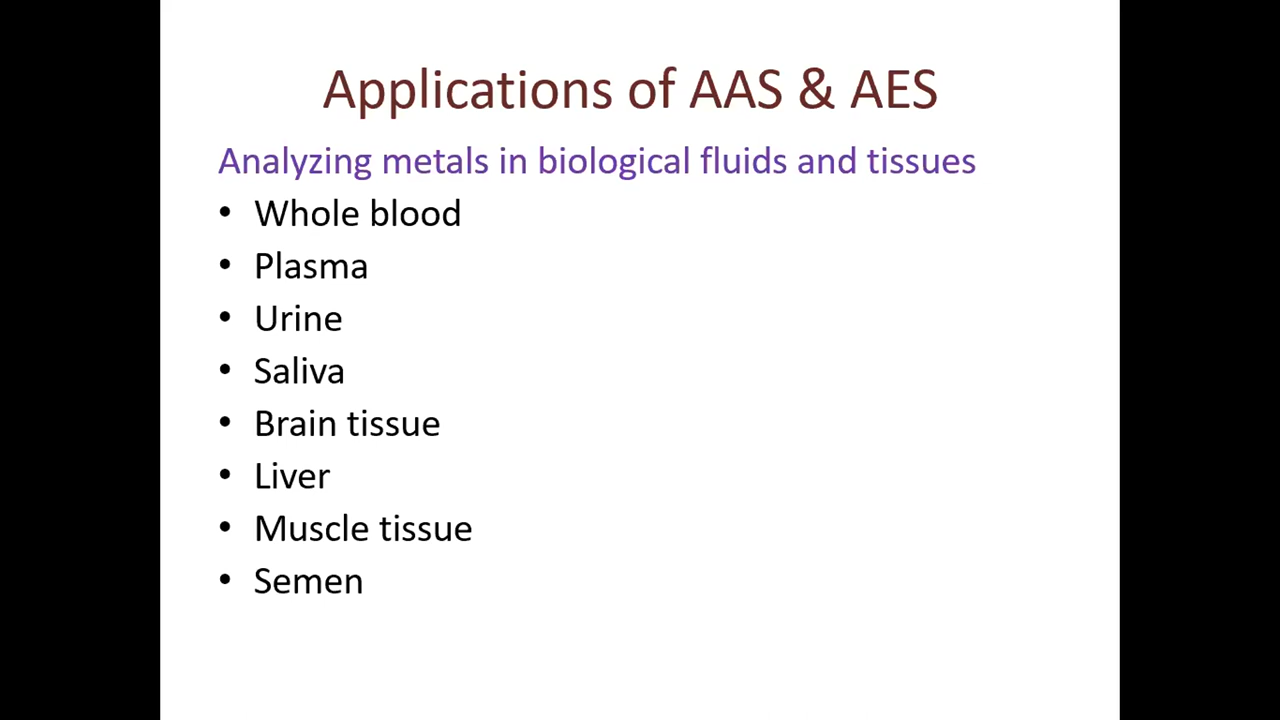 Applications of AAS & AES
Analyzing metals in biological fluids and tissues
• Whole blood
• Plasma
• Urine
• Saliva
• Brain tissue
• Liver
• Muscle tissue
• Semen